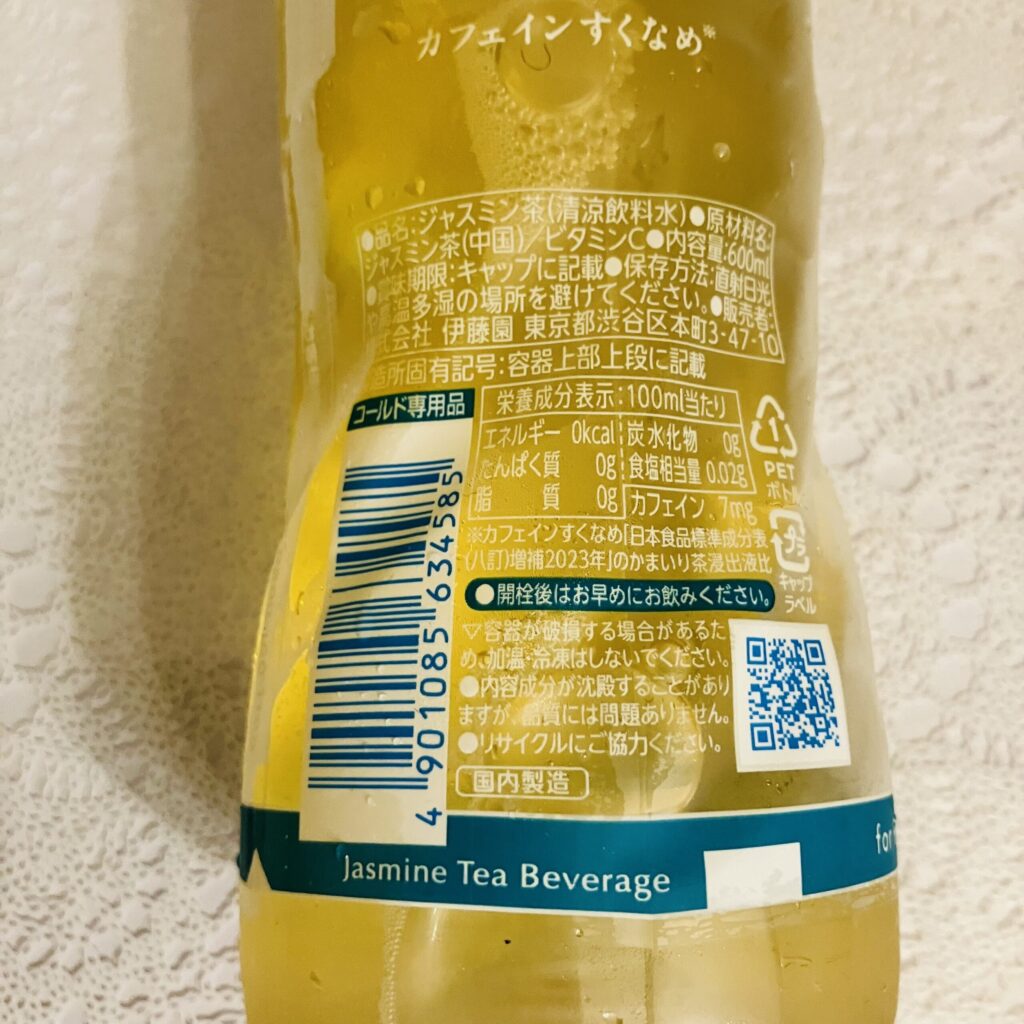 カフェインすくなめ※
●品名:ジャスミン茶(清涼飲料水)●原材料名:
ジャスミン茶(中国)/ビタミンC●内容量:600ml
●賞味期限:キャップに記載●保存方法:直射日光
や高温多湿の場所を避けてください。●販売者:
株式会社 伊藤園 東京都渋谷区本町3-47-10
造所固有記号:容器上部上段に記載
コールド専用品
栄養成分表示:100ml当たり
エネルギー 0kcal 炭水化物 0g
たんぱく質 0g 食塩相当量 0.02g
脂質 0g カフェイン 7mg
※カフェインすくなめ「日本食品標準成分表
(八訂)増補2023年」のかまいり茶浸出液比
●開栓後はお早めにお飲みください。
▽容器が破損する場合があるた
め、加温・冷凍はしないでください。
●内容成分が沈殿することがあり
ますが、品質には問題ありません。
●リサイクルにご協力ください。
国内製造
1
PET
ボトル
プラ
キャップ
ラベル
4 901085 634585
Jasmine Tea Beverage
for